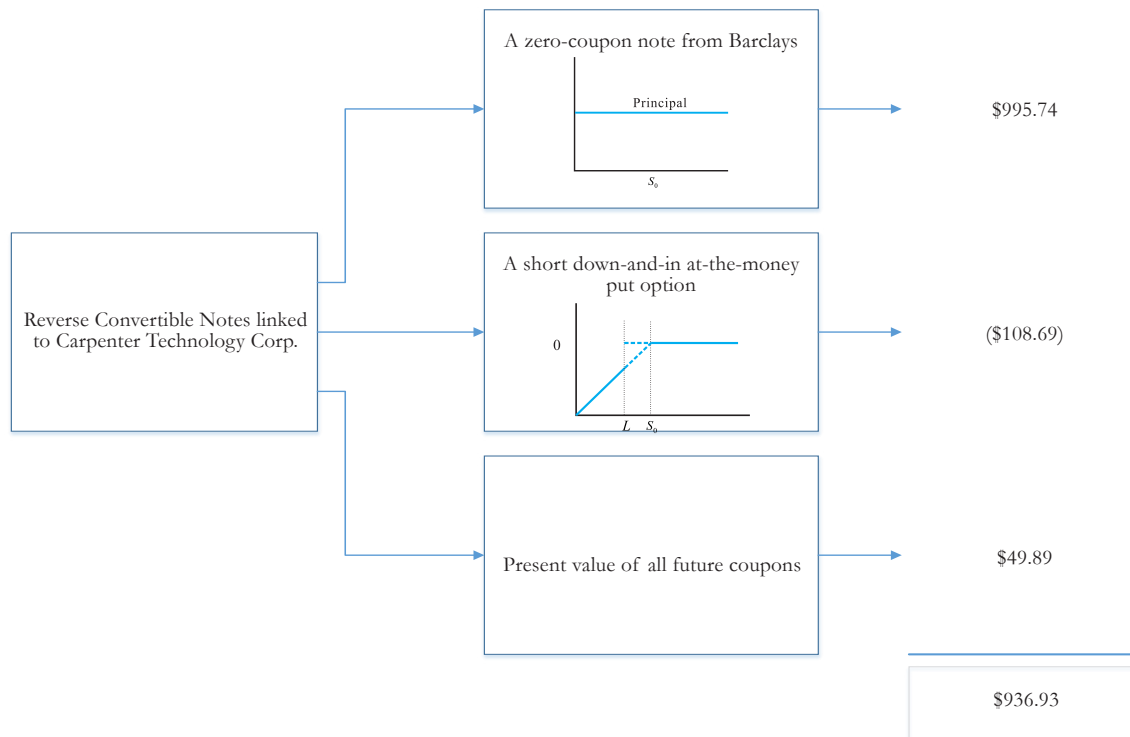 A zero-coupon note from Barclays
Principal
S₀
$995.74
Reverse Convertible Notes linked
to Carpenter Technology Corp.
A short down-and-in at-the-money
put option
0
L S₀
($108.69)
Present value of all future coupons
$49.89
$936.93